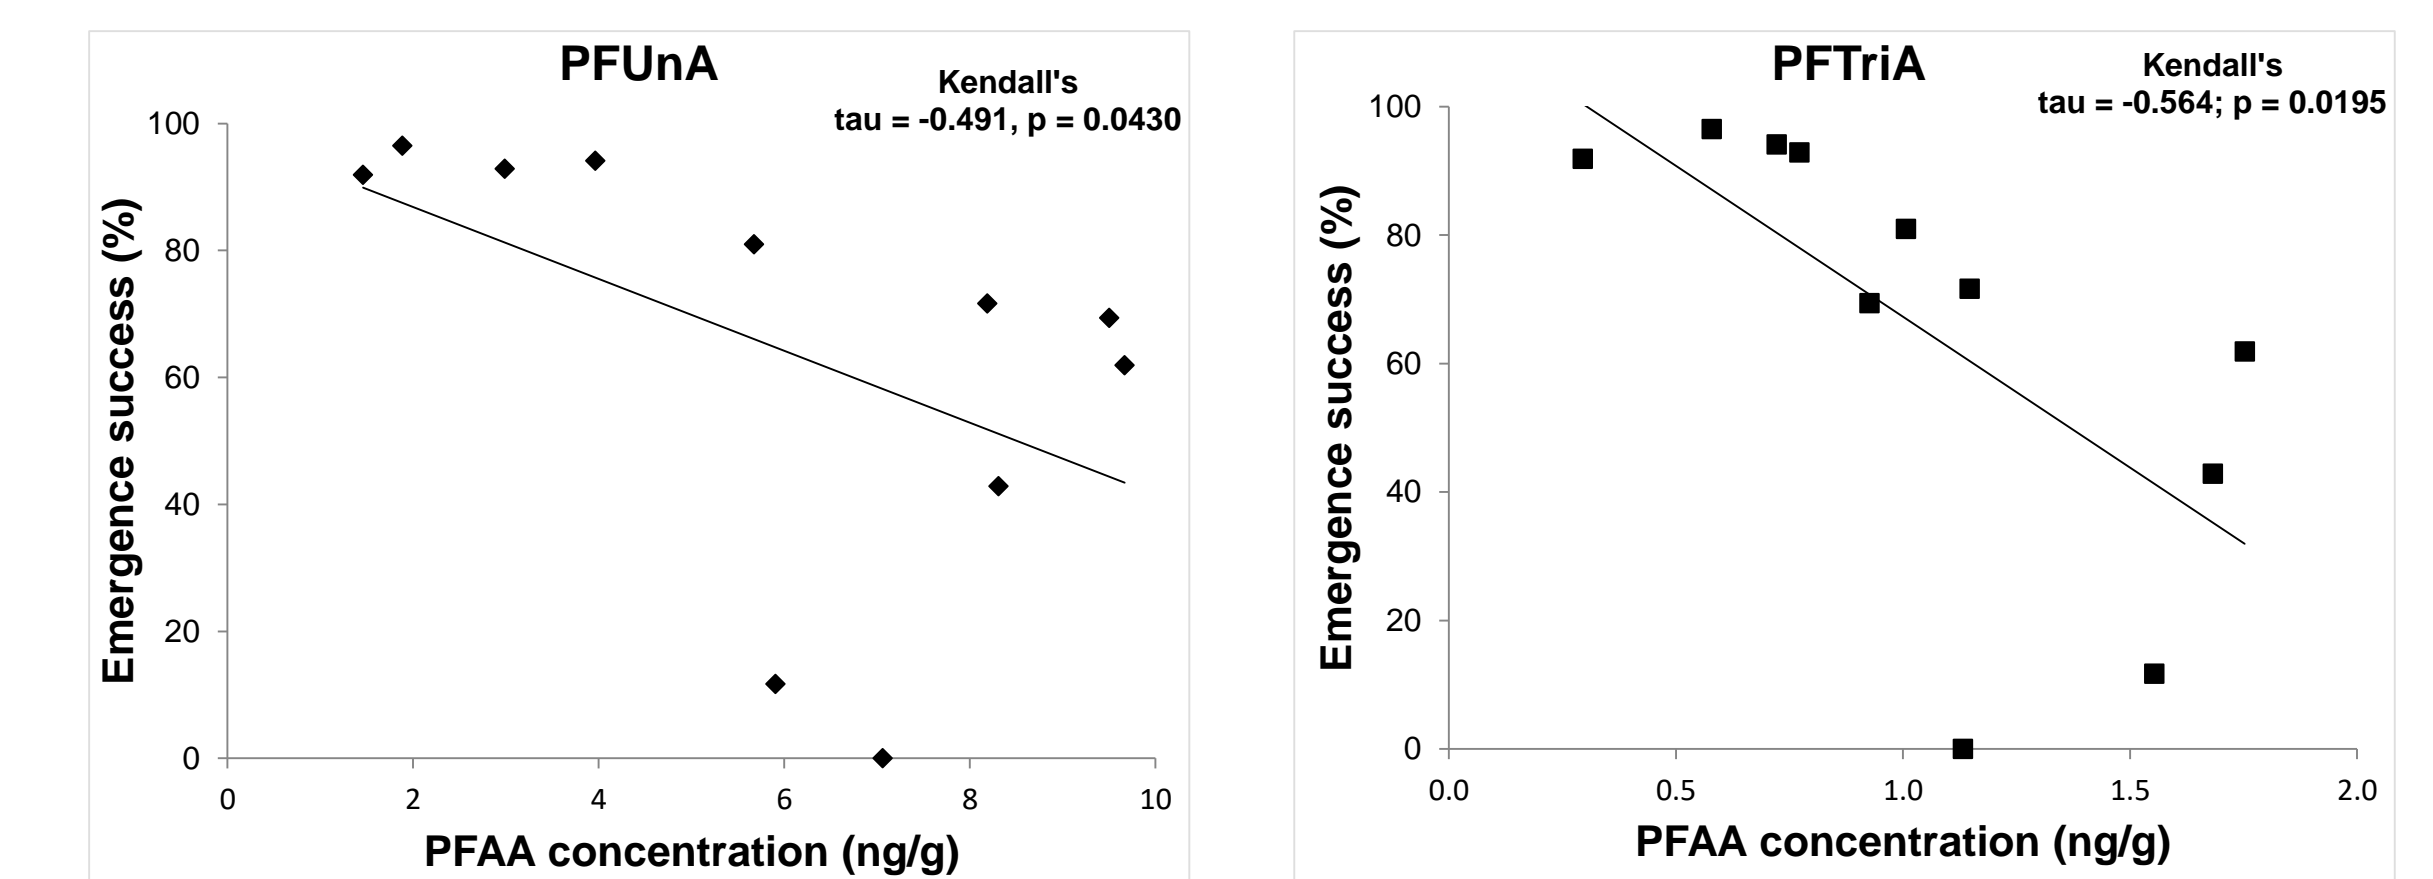 PFUnA
Kendall's
tau = -0.491, p = 0.0430
Emergence success (%)
100
80
60
40
20
0
0 2 4 6 8 10
PFAA concentration (ng/g)
PFTriA
Kendall's
tau = -0.564; p = 0.0195
Emergence success (%)
100
80
60
40
20
0
0.0 0.5 1.0 1.5 2.0
PFAA concentration (ng/g)